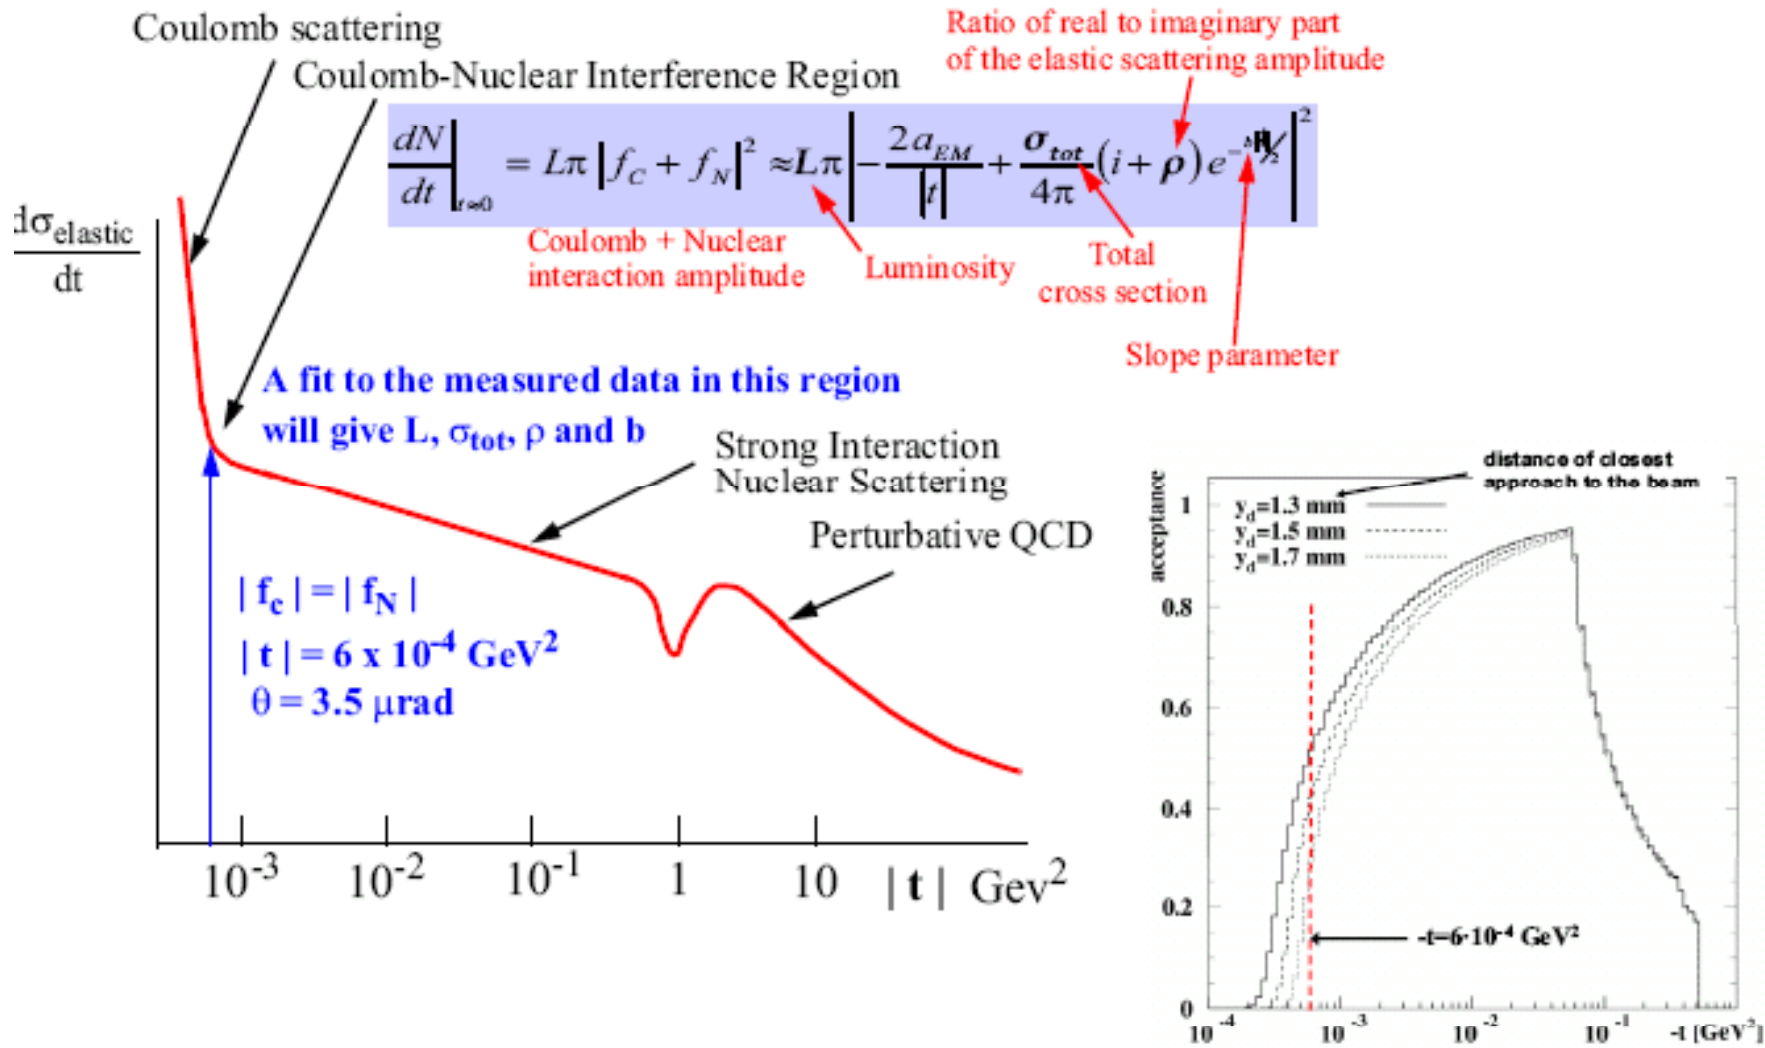 Coulomb scattering
Coulomb-Nuclear Interference Region
Ratio of real to imaginary part
of the elastic scattering amplitude
dN/dt|t≈0 = Lπ|f_C + f_N|² ≈ Lπ|−2a_EM/|t| + σ_tot/4π (i + ρ) e^−b|t|/2|²
Coulomb + Nuclear
interaction amplitude
Luminosity
Total
cross section
Slope parameter
dσelastic
dt
A fit to the measured data in this region
will give L, σtot, ρ and b
Strong Interaction
Nuclear Scattering
Perturbative QCD
| fc | = | fN |
| t | = 6 x 10-4 GeV2
θ = 3.5 μrad
10-3 10-2 10-1 1 10 | t | Gev2
distance of closest
approach to the beam
acceptance
yd=1.3 mm
yd=1.5 mm
yd=1.7 mm
1
0.8
0.6
0.4
0.2
0
-t=6·10-4 GeV2
10-4 10-3 10-2 10-1 -t [GeV2]